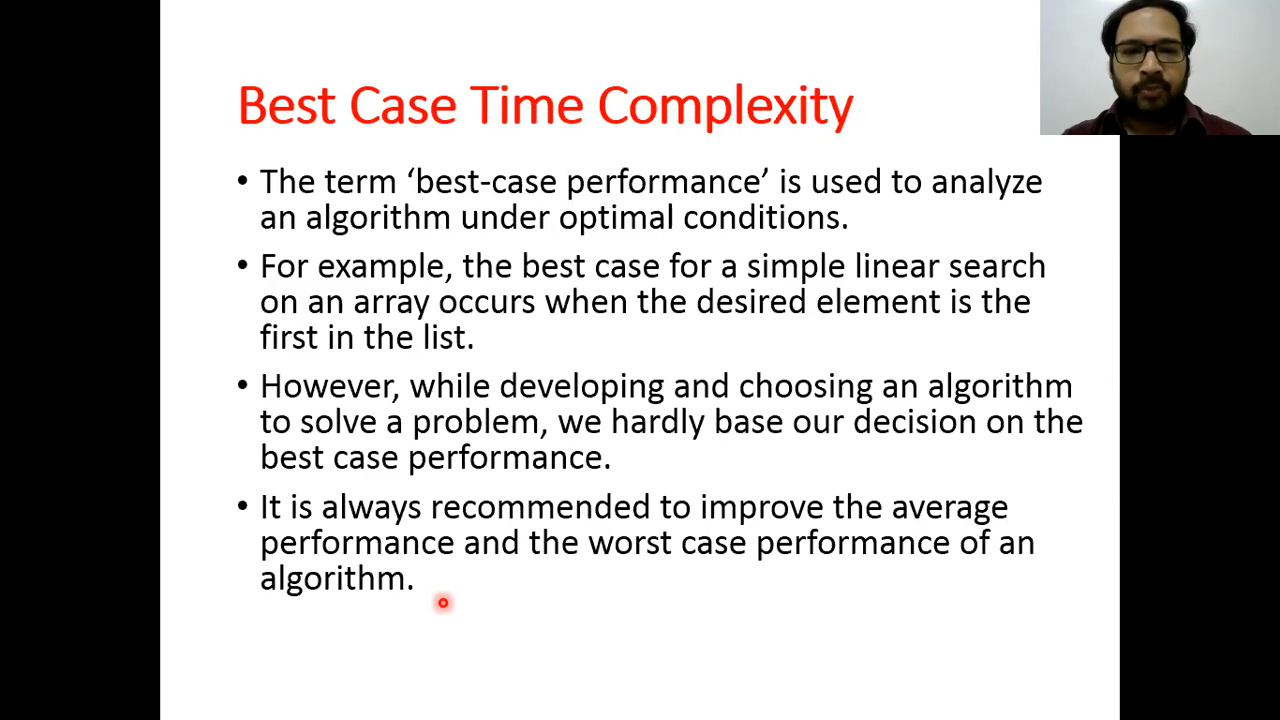 Best Case Time Complexity
• The term ‘best-case performance’ is used to analyze
an algorithm under optimal conditions.
• For example, the best case for a simple linear search
on an array occurs when the desired element is the
first in the list.
• However, while developing and choosing an algorithm
to solve a problem, we hardly base our decision on the
best case performance.
• It is always recommended to improve the average
performance and the worst case performance of an
algorithm.